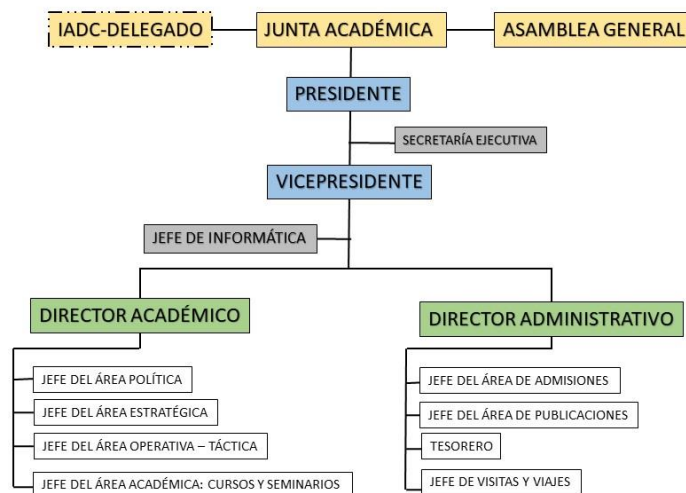 IADC-DELEGADO
JUNTA ACADÉMICA
ASAMBLEA GENERAL
PRESIDENTE
SECRETARÍA EJECUTIVA
VICEPRESIDENTE
JEFE DE INFORMÁTICA
DIRECTOR ACADÉMICO
DIRECTOR ADMINISTRATIVO
JEFE DEL ÁREA POLÍTICA
JEFE DEL ÁREA ESTRATÉGICA
JEFE DEL ÁREA OPERATIVA – TÁCTICA
JEFE DEL ÁREA ACADÉMICA: CURSOS Y SEMINARIOS
JEFE DEL ÁREA DE ADMISIONES
JEFE DEL ÁREA DE PUBLICACIONES
TESORERO
JEFE DE VISITAS Y VIAJES